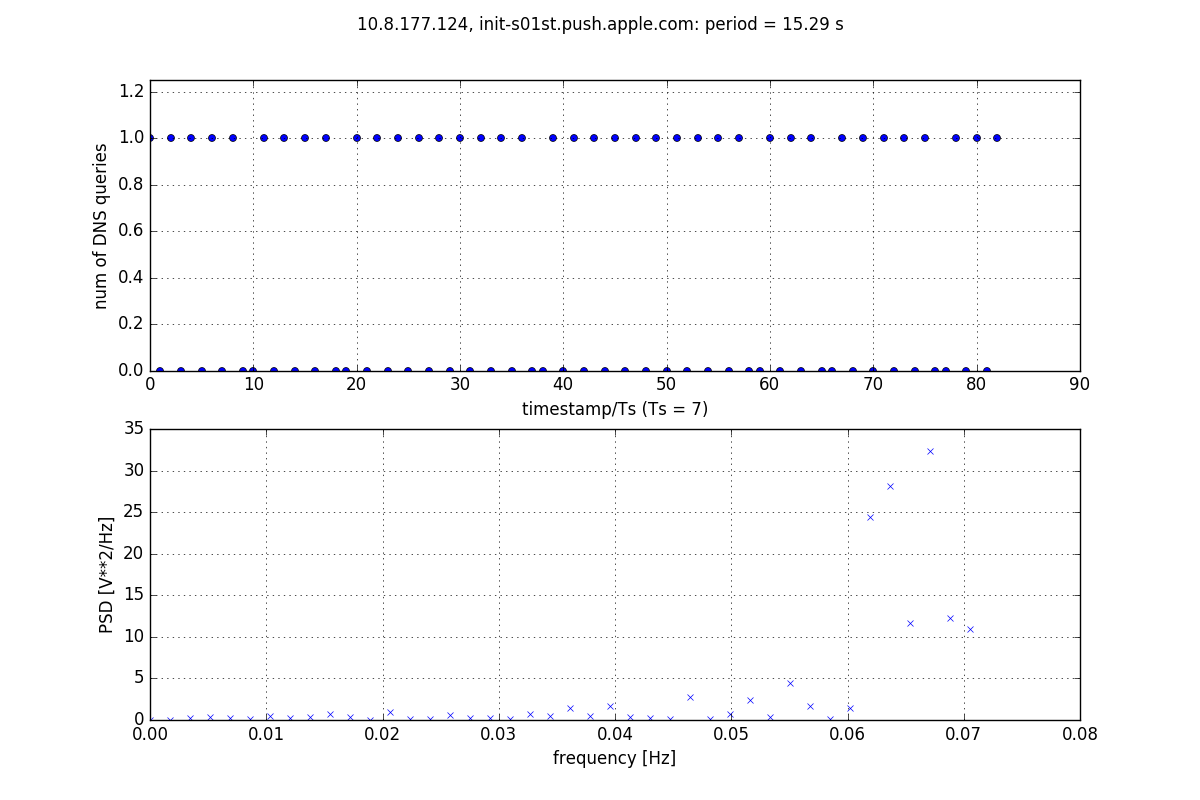 10.8.177.124, init-s01st.push.apple.com: period = 15.29 s
1.2
1.0
0.8
0.6
0.4
0.2
0.0
num of DNS queries
0 10 20 30 40 50 60 70 80 90
timestamp/Ts (Ts = 7)
35
30
25
20
15
10
5
0
PSD [V**2/Hz]
0.00 0.01 0.02 0.03 0.04 0.05 0.06 0.07 0.08
frequency [Hz]